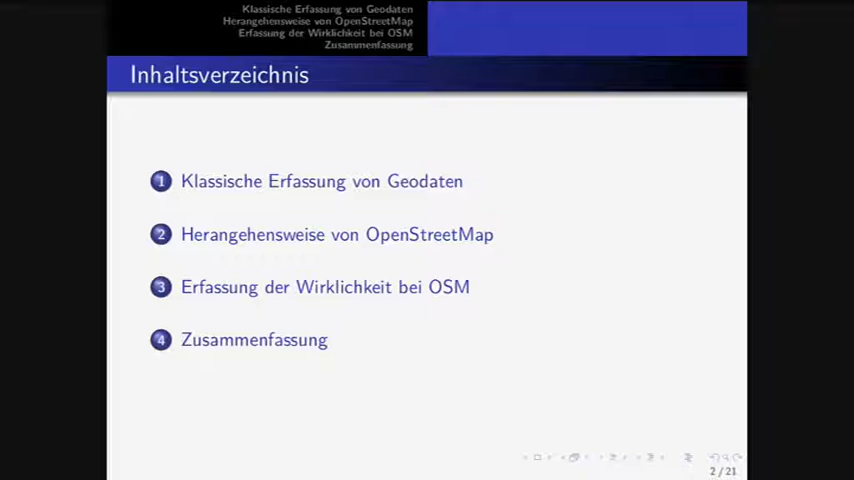 Klassische Erfassung von Geodaten
Herangehensweise von OpenStreetMap
Erfassung der Wirklichkeit bei OSM
Zusammenfassung
Inhaltsverzeichnis
1 Klassische Erfassung von Geodaten
2 Herangehensweise von OpenStreetMap
3 Erfassung der Wirklichkeit bei OSM
4 Zusammenfassung
2 / 21